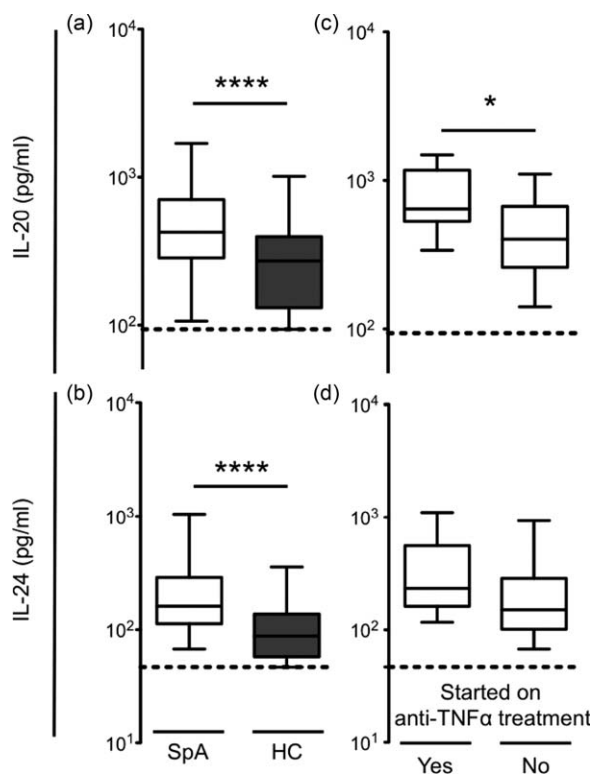 (a)
10⁴
****
10³
10²
IL-20 (pg/ml)
(c)
10⁴
*
10³
10²
(b)
10⁴
****
10³
10²
10¹
IL-24 (pg/ml)
SpA HC
(d)
10⁴
10³
10²
10¹
Started on
anti-TNFα treatment
Yes No